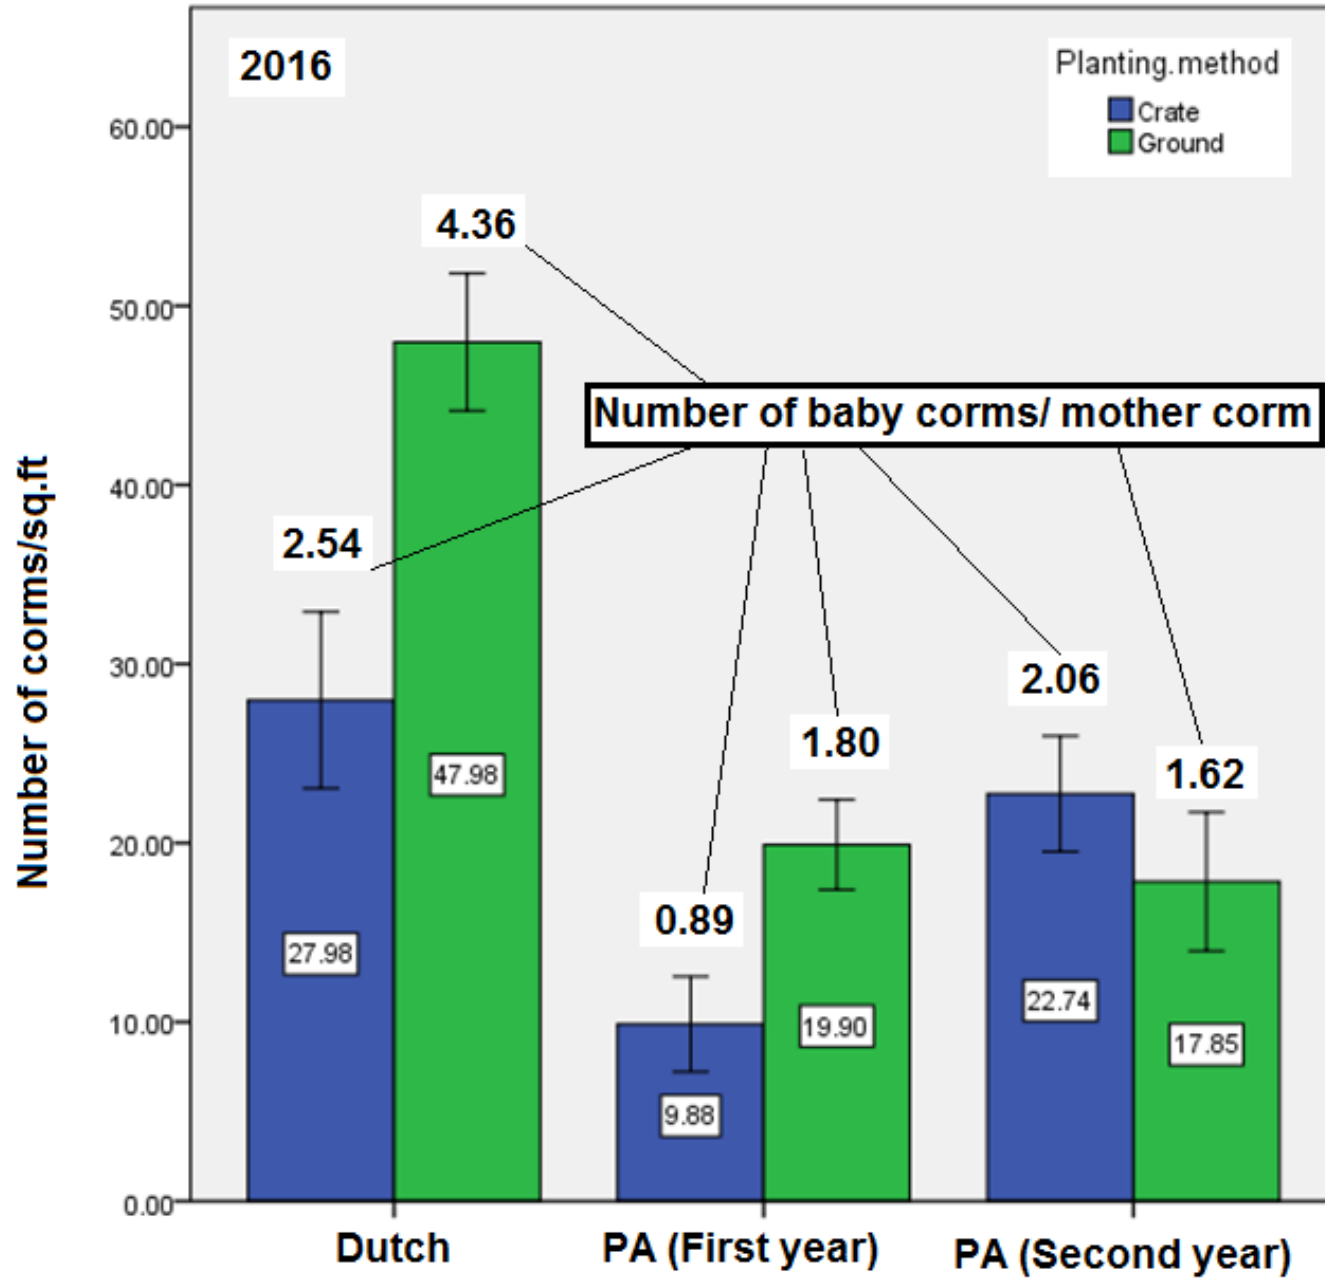 2016
Planting.method
Crate
Ground
60.00
50.00
40.00
30.00
20.00
10.00
0.00
Number of corms/sq.ft
4.36
Number of baby corms/ mother corm
2.54
2.06
1.80
1.62
0.89
47.98
27.98
22.74
19.90
17.85
9.88
Dutch
PA (First year)
PA (Second year)